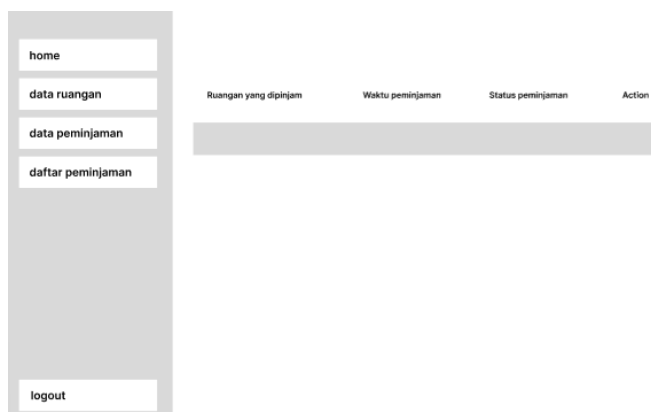 home
data ruangan
data peminjaman
daftar peminjaman
logout
Ruangan yang dipinjam Waktu peminjaman Status peminjaman Action